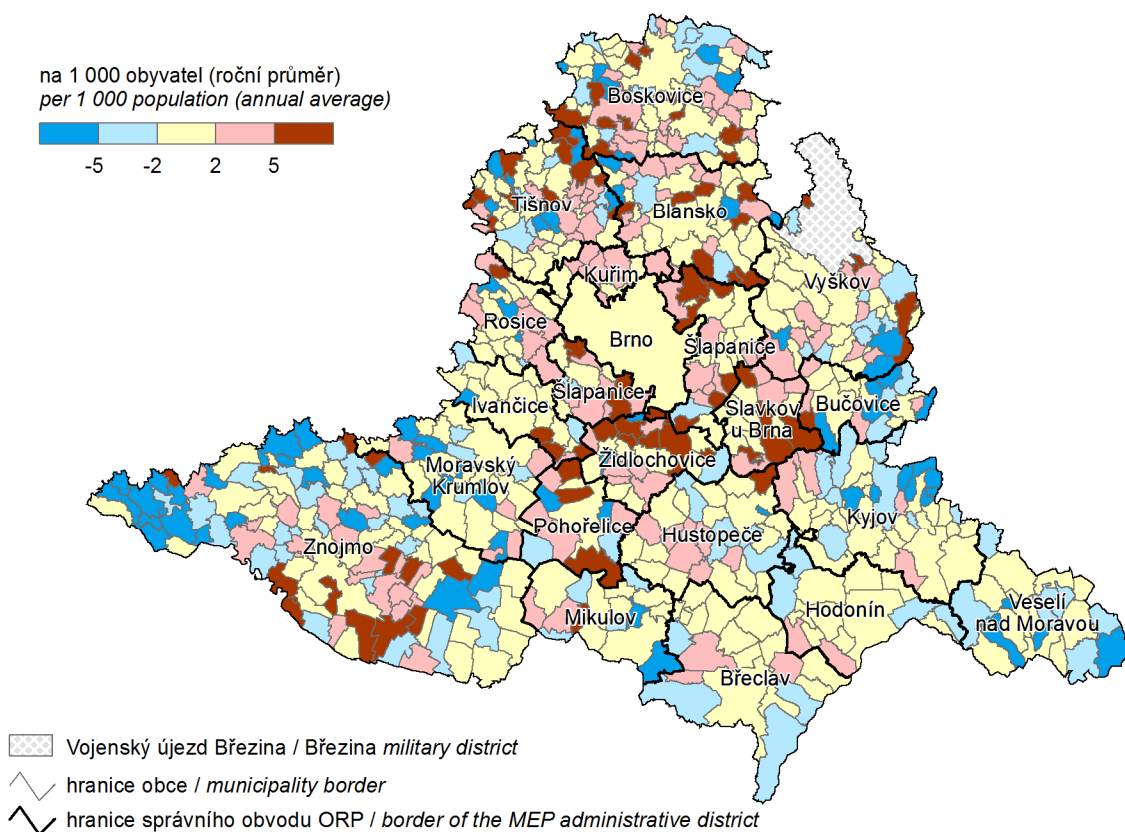 na 1 000 obyvatel (roční průměr)
per 1 000 population (annual average)
-5 -2 2 5
Boskovice
Tišnov
Blansko
Kuřim
Vyškov
Rosice
Brno
Šlapanice
Šlapanice
Ivančice
Slavkov
u Brna
Bučovice
Moravský
Krumlov
Židlochovice
Pohořelice
Hustopeče
Kyjov
Znojmo
Mikulov
Hodonín
Veselí
nad Moravou
Břeclav
Vojenský újezd Březina / Březina military district
hranice obce / municipality border
hranice správního obvodu ORP / border of the MEP administrative district